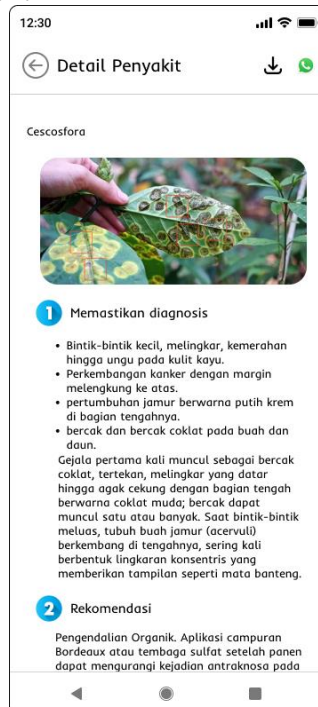 12:30
Detail Penyakit
Cescosfora
1 Memastikan diagnosis
• Bintik-bintik kecil, melingkar, kemerahan
hingga ungu pada kulit kayu.
• Perkembangan kanker dengan margin
melengkung ke atas.
• pertumbuhan jamur berwarna putih krem
di bagian tengahnya.
• bercak dan bercak coklat pada buah dan
daun.
Gejala pertama kali muncul sebagai bercak
coklat, tertekan, melingkar yang datar
hingga agak cekung dengan bagian tengah
berwarna coklat muda; bercak dapat
muncul satu atau banyak. Saat bintik-bintik
meluas, tubuh buah jamur (acervuli)
berkembang di tengahnya, sering kali
berbentuk lingkaran konsentris yang
memberikan tampilan seperti mata banteng.
2 Rekomendasi
Pengendalian Organik. Aplikasi campuran
Bordeaux atau tembaga sulfat setelah panen
dapat mengurangi kejadian antraknosa pada